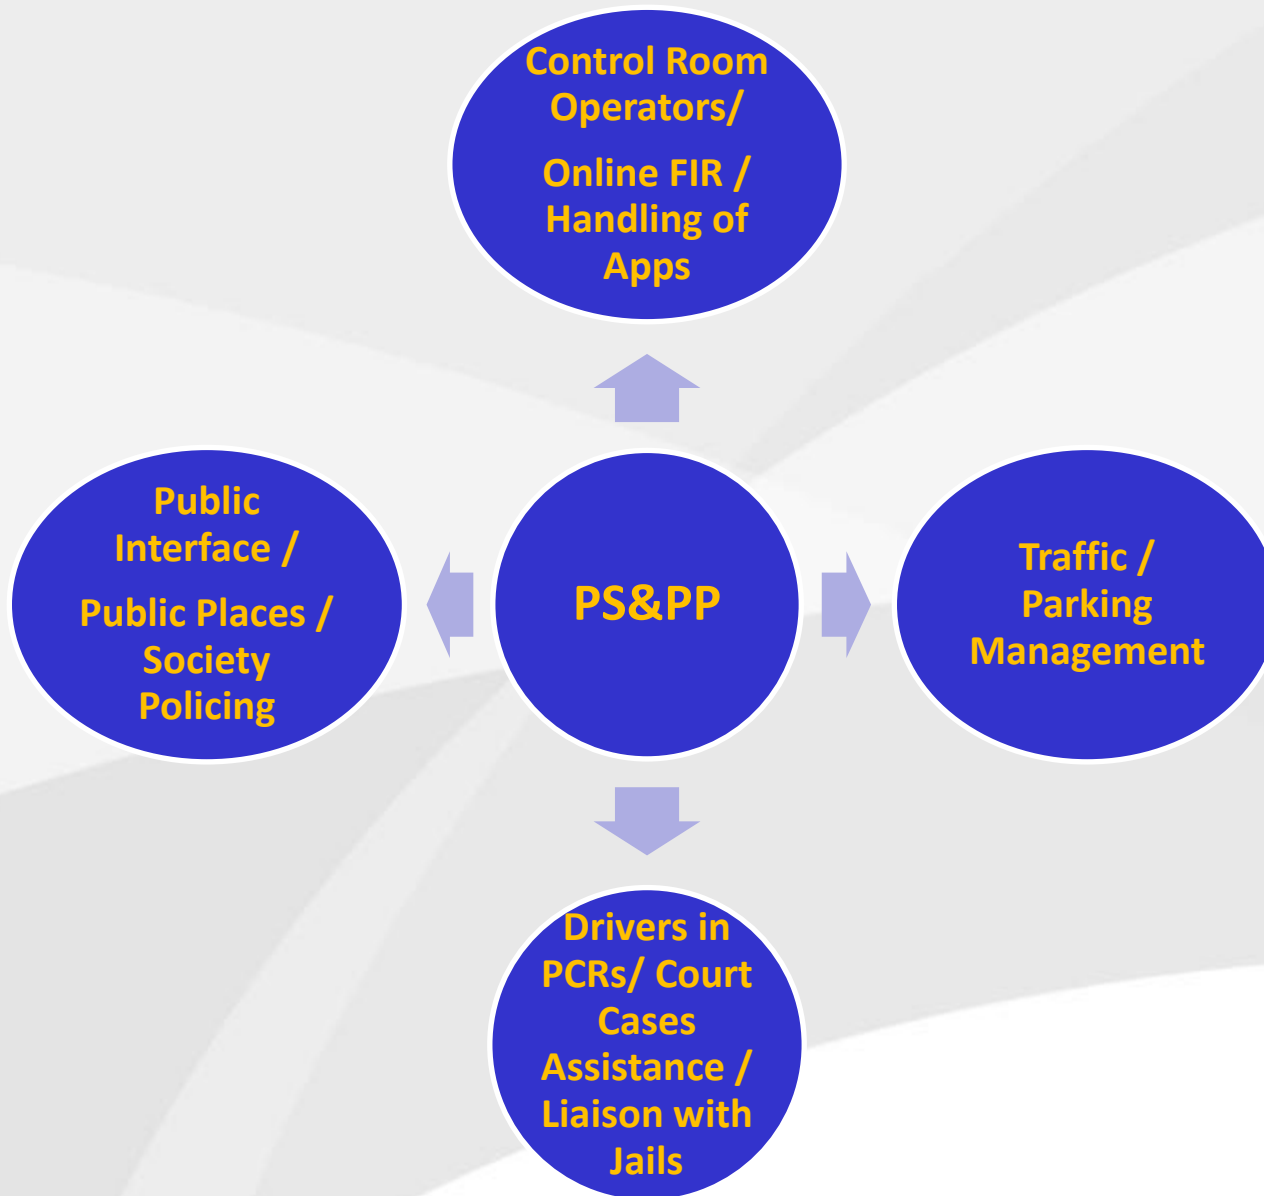 Control Room
Operators/
Online FIR /
Handling of
Apps
Public
Interface /
Public Places /
Society
Policing
PS&PP
Traffic /
Parking
Management
Drivers in
PCRs/ Court
Cases
Assistance /
Liaison with
Jails